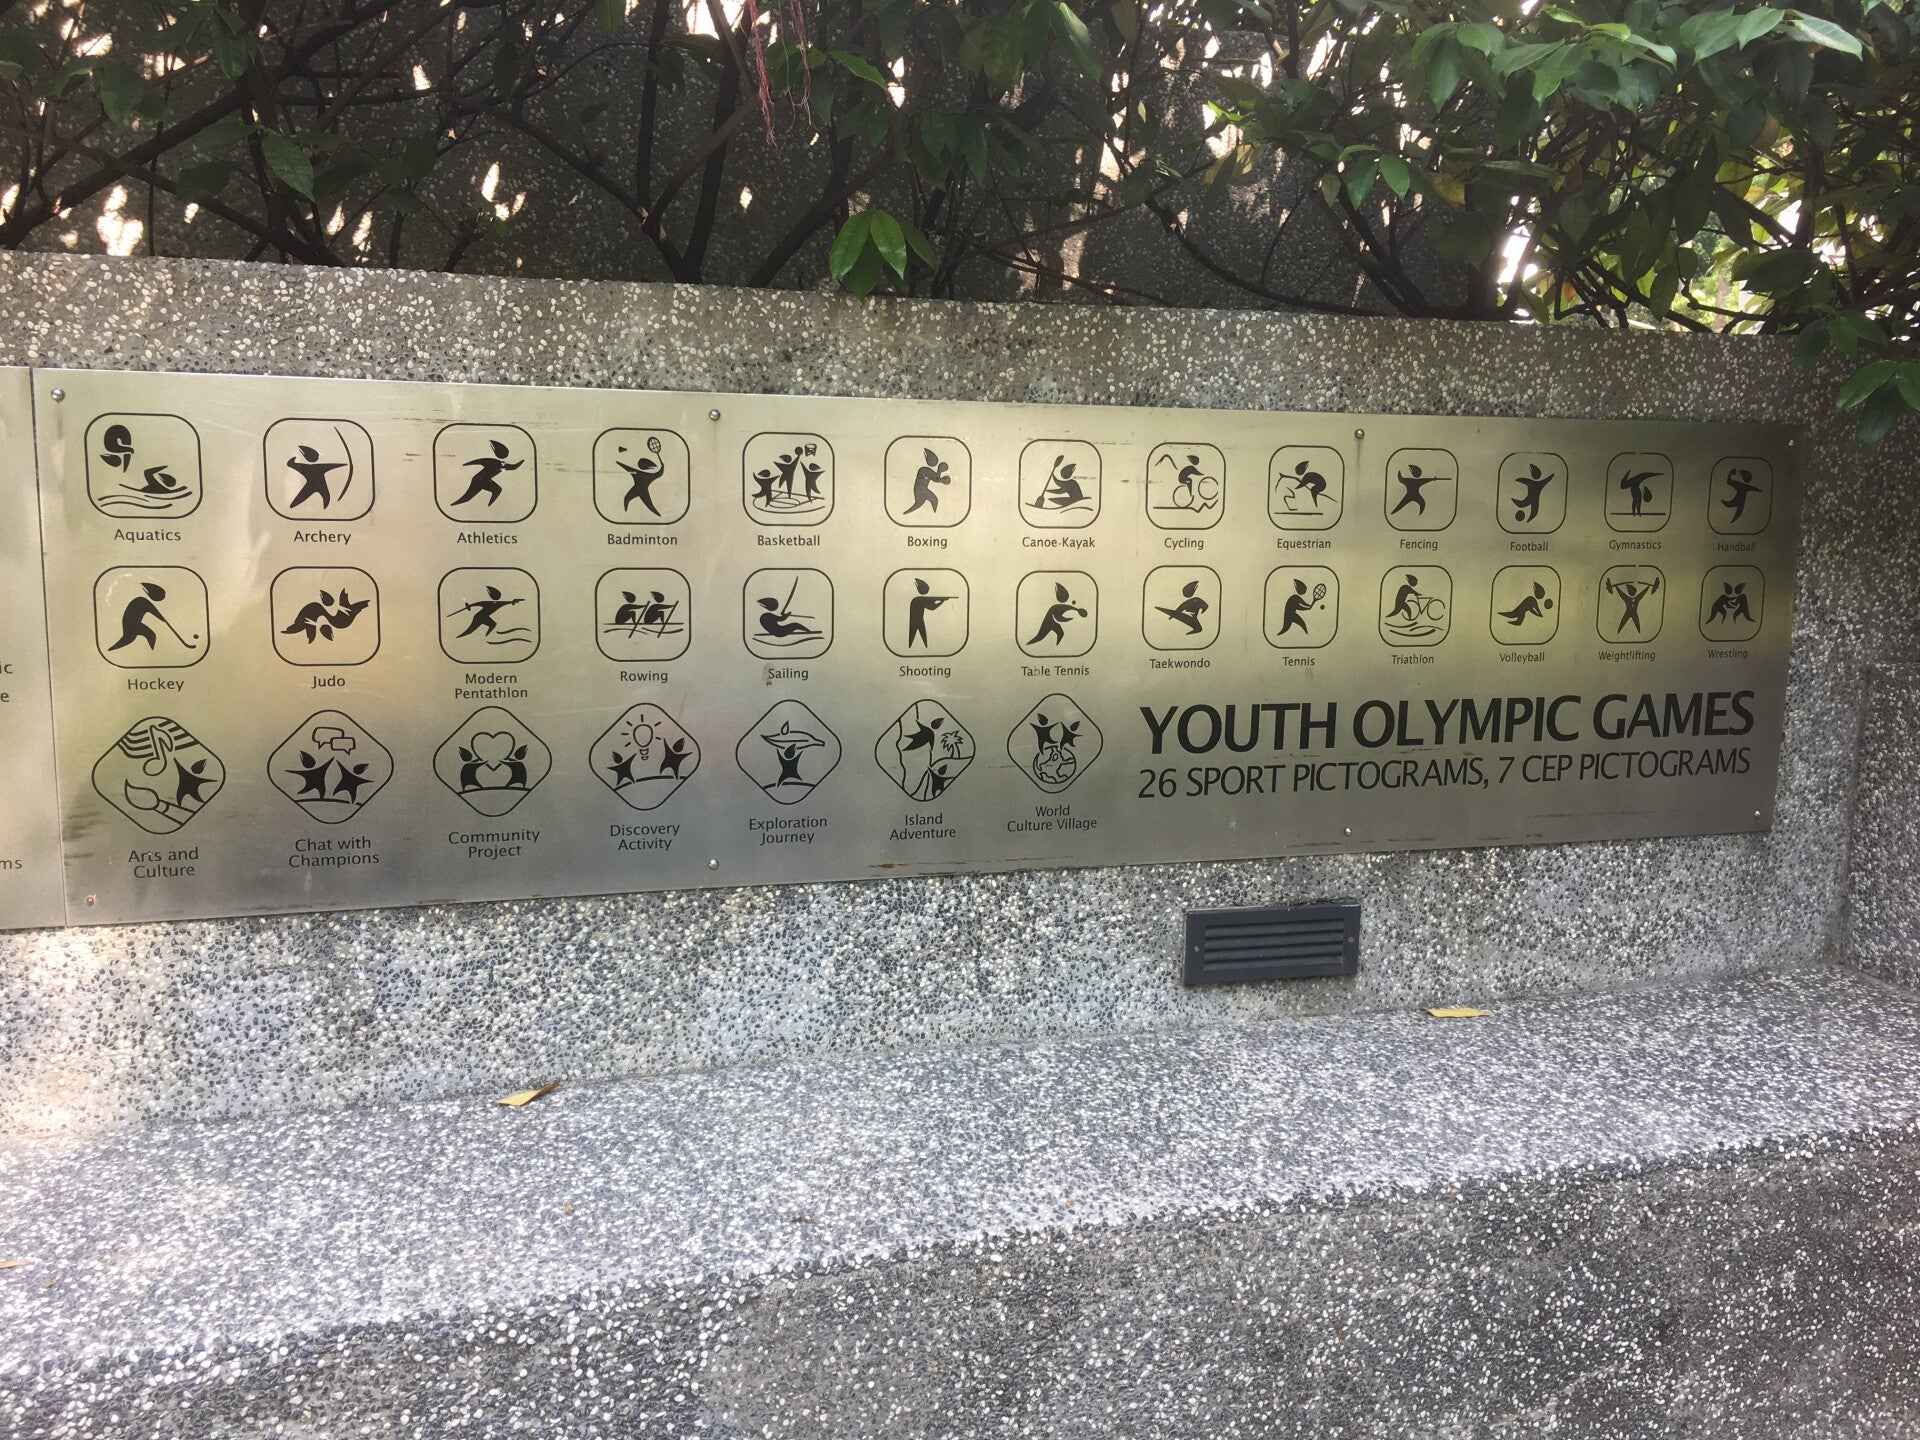 Aquatics
Archery
Athletics
Badminton
Basketball
Boxing
Canoe-Kayak
Cycling
Equestrian
Fencing
Football
Gymnastics
Handball
Hockey
Judo
Modern
Pentathlon
Rowing
Sailing
Shooting
Table Tennis
Taekwondo
Tennis
Triathlon
Volleyball
Weightlifting
Wrestling
Arts and
Culture
Chat with
Champions
Community
Project
Discovery
Activity
Exploration
Journey
Island
Adventure
World
Culture Village
YOUTH OLYMPIC GAMES
26 SPORT PICTOGRAMS, 7 CEP PICTOGRAMS